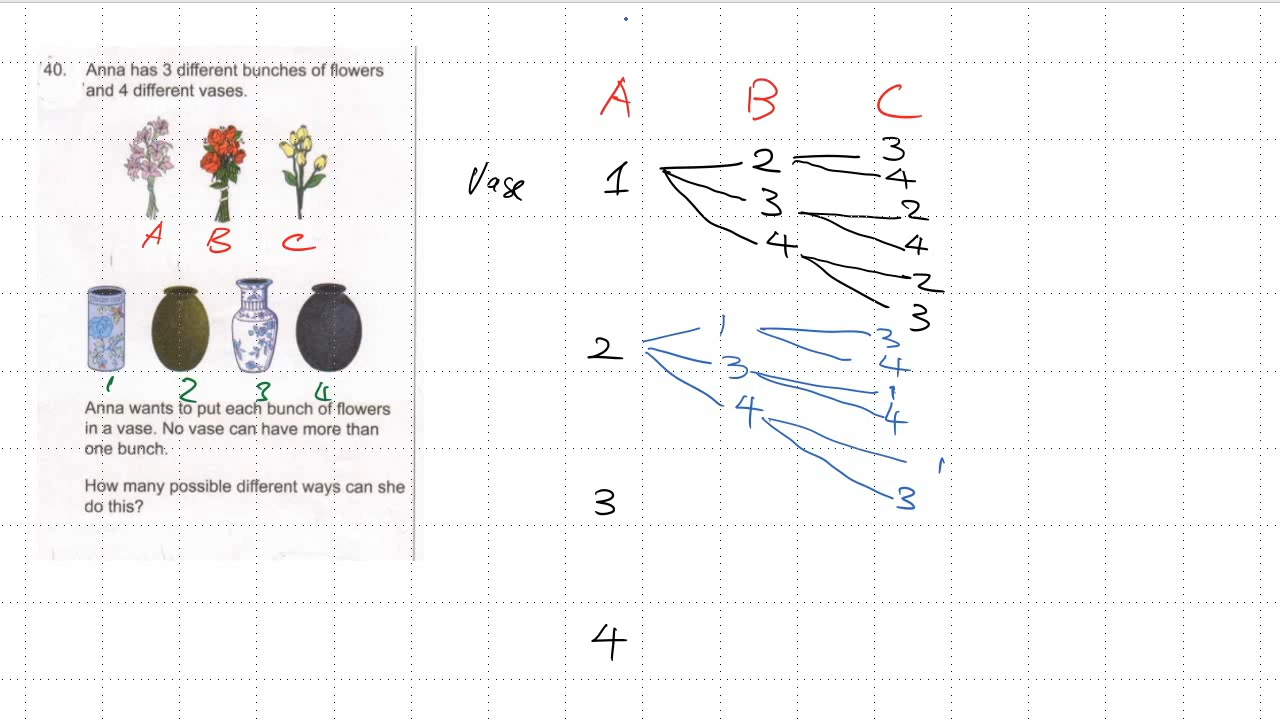 40. Anna has 3 different bunches of flowers
and 4 different vases.
A B C
1 2 3 4
Anna wants to put each bunch of flowers
in a vase. No vase can have more than
one bunch.
How many possible different ways can she
do this?
A B C
Vase 1 2 3
4
3 2
4
4 2
3
2 1 3
4
3 1
4
4 1
3
3
4